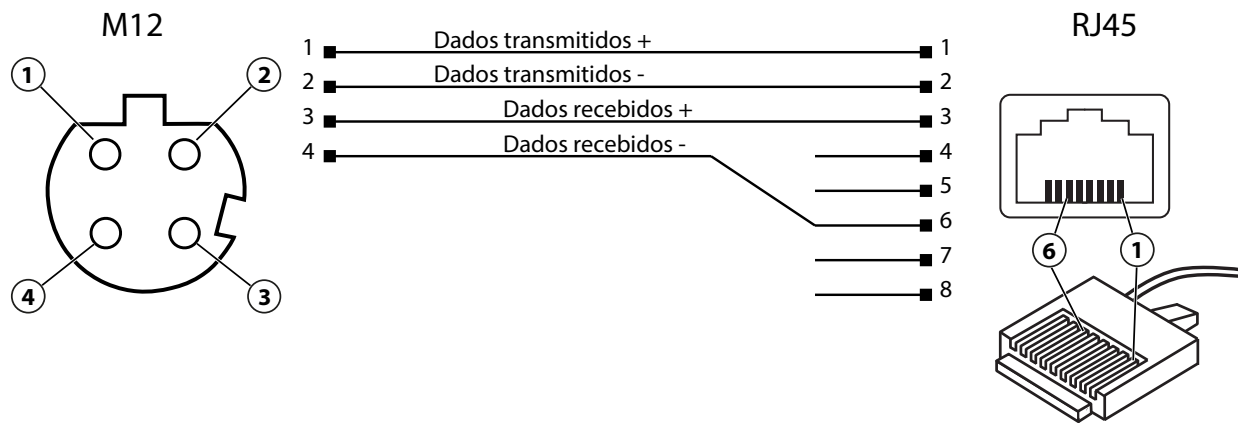 M12
RJ45
1
2
4
3
1 Dados transmitidos + 1
2 Dados transmitidos - 2
3 Dados recebidos + 3
4 Dados recebidos - 4
5
6
7
8
6
1